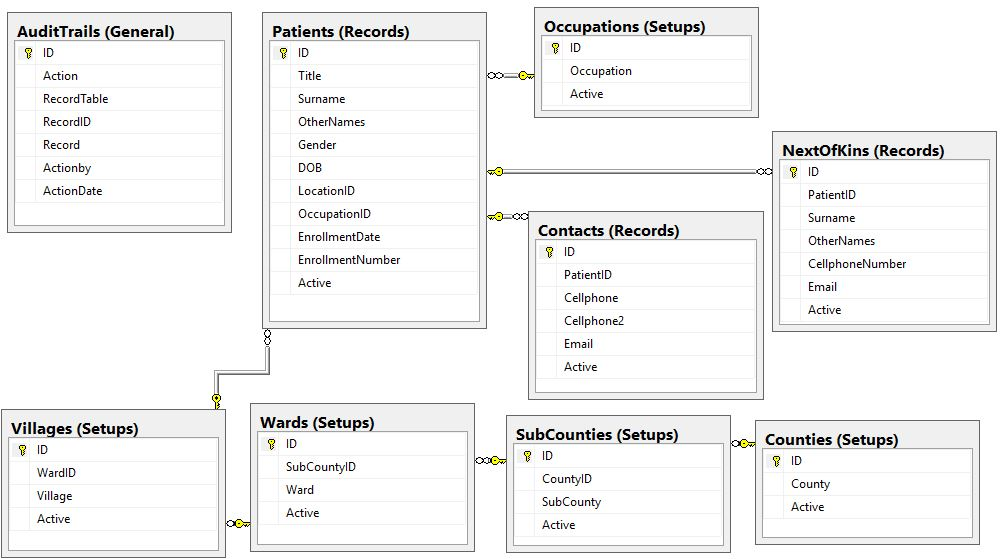 AuditTrails (General)
ID
Action
RecordTable
RecordID
Record
Actionby
ActionDate
Patients (Records)
ID
Title
Surname
OtherNames
Gender
DOB
LocationID
OccupationID
EnrollmentDate
EnrollmentNumber
Active
Occupations (Setups)
ID
Occupation
Active
NextOfKins (Records)
ID
PatientID
Surname
OtherNames
CellphoneNumber
Email
Active
Contacts (Records)
ID
PatientID
Cellphone
Cellphone2
Email
Active
Villages (Setups)
ID
WardID
Village
Active
Wards (Setups)
ID
SubCountyID
Ward
Active
SubCounties (Setups)
ID
CountyID
SubCounty
Active
Counties (Setups)
ID
County
Active